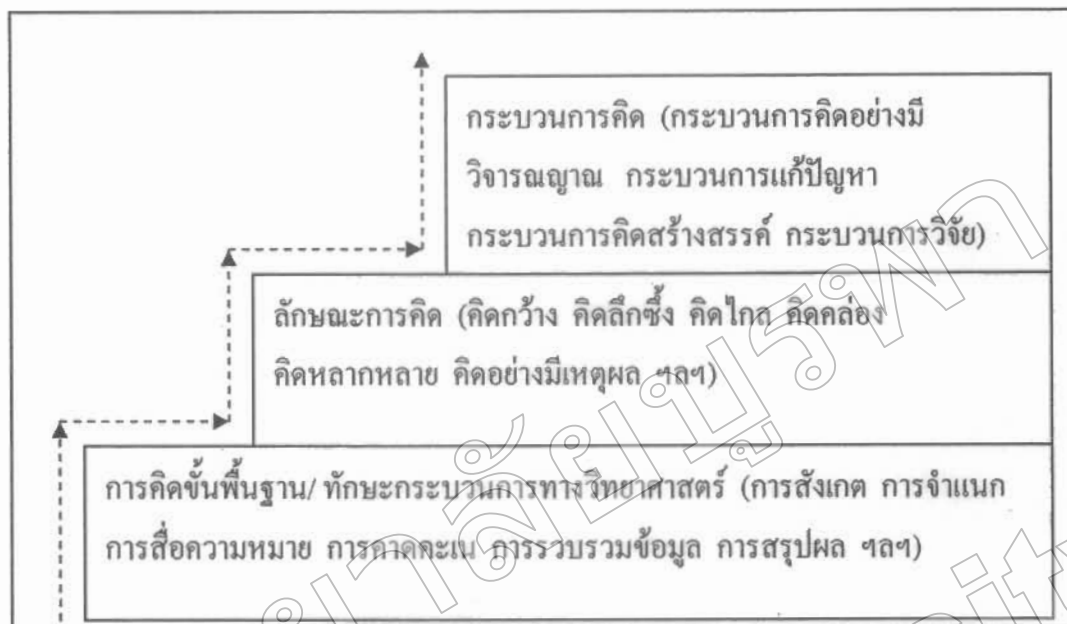 กระบวนการคิด (กระบวนการคิดอย่างมี
วิจารณญาณ กระบวนการแก้ปัญหา
กระบวนการคิดสร้างสรรค์ กระบวนการวิจัย)
ลักษณะการคิด (คิดกว้าง คิดลึกซึ้ง คิดไกล คิดคล่อง
คิดหลากหลาย คิดอย่างมีเหตุผล ฯลฯ)
การคิดขั้นพื้นฐาน/ ทักษะกระบวนการทางวิทยาศาสตร์ (การสังเกต การจำแนก
การสื่อความหมาย การคาดคะเน การรวบรวมข้อมูล การสรุปผล ฯลฯ)